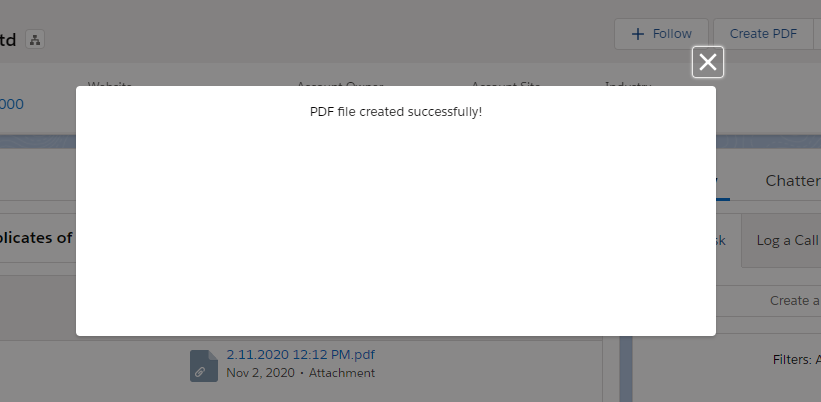 td
Follow
Create PDF
Website
Account Owner
Account Site
Industry
000
PDF file created successfully!
Chatter
plicates of
sk
Log a Call
Create a
2.11.2020 12:12 PM.pdf
Nov 2, 2020 • Attachment
Filters: A